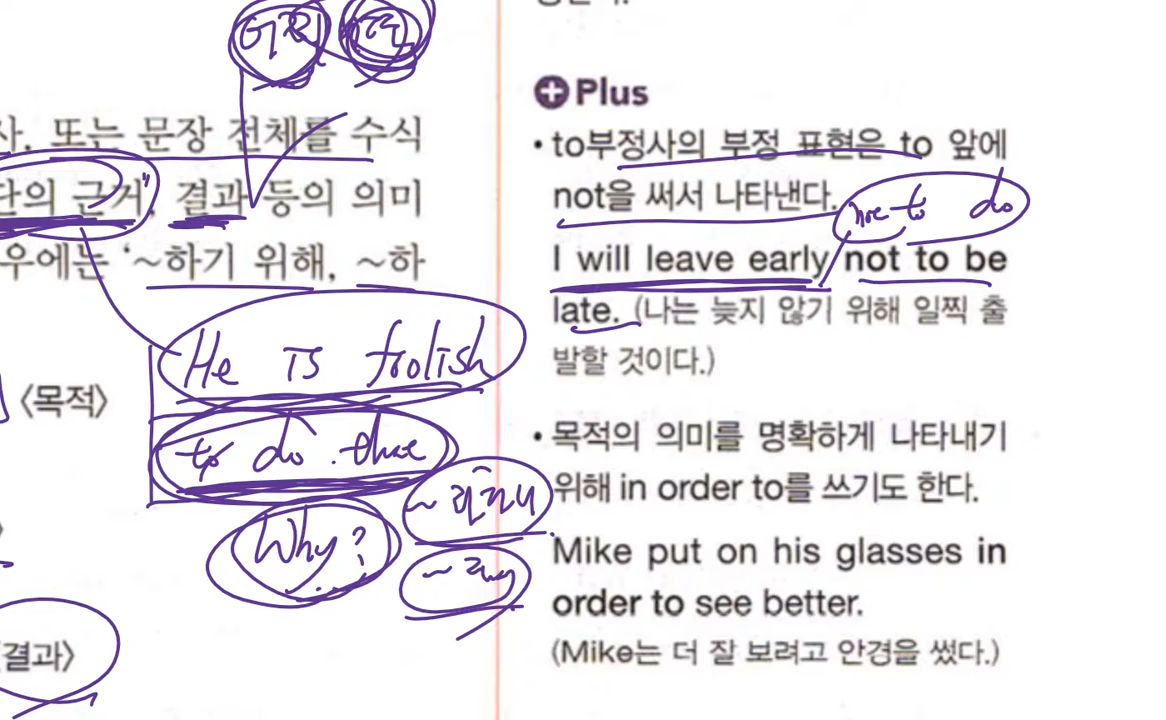 사, 또는 문장 전체를 수식
단의 근거, 결과 등의 의미
우에는 '~하기 위해, ~하
He is foolish
to do that
Why?
〈목적〉
결과〉
Plus
• to부정사의 부정 표현은 to 앞에
not을 써서 나타낸다.
not to do
I will leave early not to be
late. (나는 늦지 않기 위해 일찍 출
발할 것이다.)
• 목적의 의미를 명확하게 나타내기
위해 in order to를 쓰기도 한다.
Mike put on his glasses in
order to see better.
(Mike는 더 잘 보려고 안경을 썼다.)